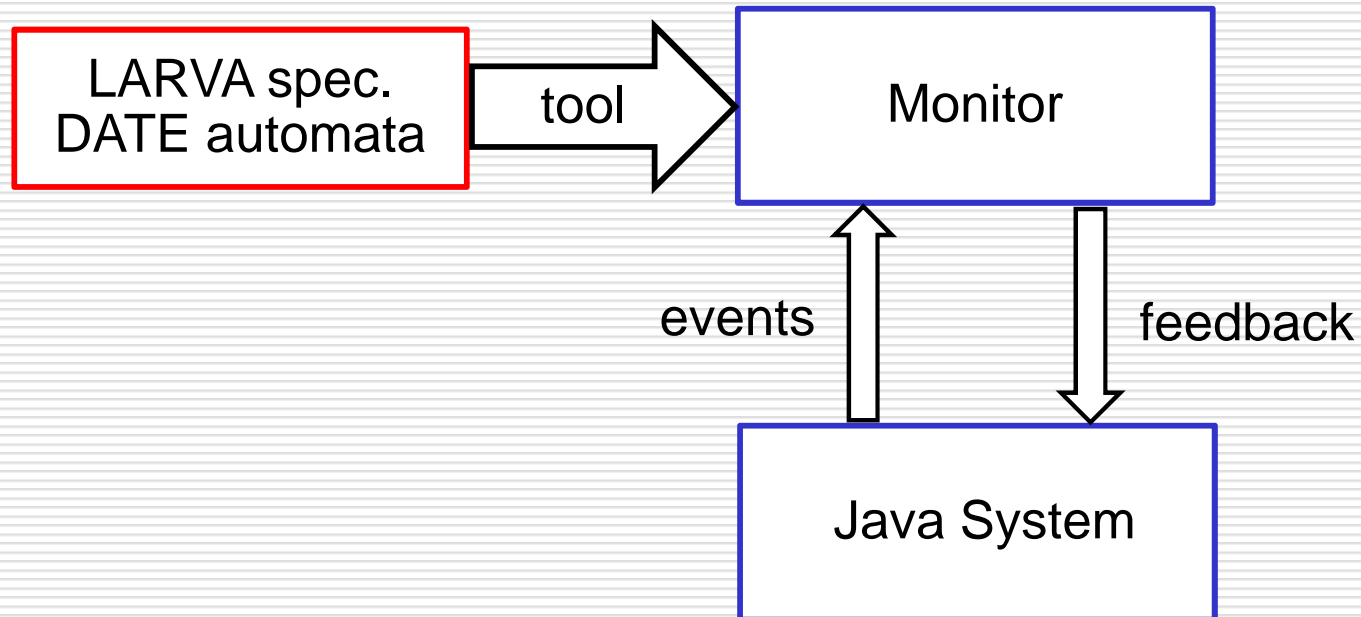 LARVA spec.
DATE automata
tool
Monitor
events
feedback
Java System